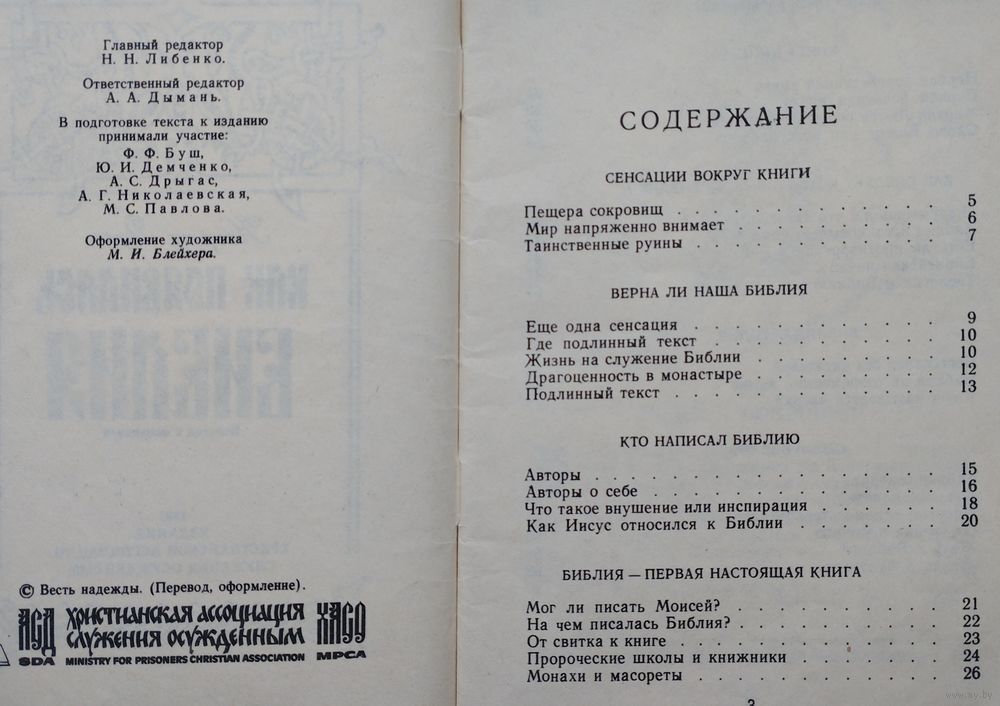 Главный редактор
Н. Н. Либенко.
Ответственный редактор
А. А. Дымань.
В подготовке текста к изданию
принимали участие:
Ф. Ф. Буш,
Ю. И. Демченко,
А. С. Дрыгас,
А. Г. Николаевская,
М. С. Павлова.
Оформление художника
М. И. Блейхера.
© Весть надежды. (Перевод, оформление).
АСД ХРИСТИАНСКАЯ АССОЦИАЦИЯ ХАСО
СЛУЖЕНИЯ ОСУЖДЕННЫМ
SDA MINISTRY FOR PRISONERS CHRISTIAN ASSOCIATION MPCA
СОДЕРЖАНИЕ
СЕНСАЦИИ ВОКРУГ КНИГИ
Пещера сокровищ . . . . . . . . . . . . 5
Мир напряженно внимает . . . . . . . . . 6
Таинственные руины . . . . . . . . . . . 7
ВЕРНА ЛИ НАША БИБЛИЯ
Еще одна сенсация . . . . . . . . . . . 9
Где подлинный текст . . . . . . . . . . 10
Жизнь на служение Библии . . . . . . . . 10
Драгоценность в монастыре . . . . . . . . 12
Подлинный текст . . . . . . . . . . . . 13
КТО НАПИСАЛ БИБЛИЮ
Авторы . . . . . . . . . . . . . . . 15
Авторы о себе . . . . . . . . . . . . . 16
Что такое внушение или инспирация . . . . . 18
Как Иисус относился к Библии . . . . . . 20
БИБЛИЯ — ПЕРВАЯ НАСТОЯЩАЯ КНИГА
Мог ли писать Моисей? . . . . . . . . . 21
На чем писалась Библия? . . . . . . . . . 22
От свитка к книге . . . . . . . . . . . 23
Пророческие школы и книжники . . . . . . 24
Монахи и масореты . . . . . . . . . . . 26
3
www.ay.by